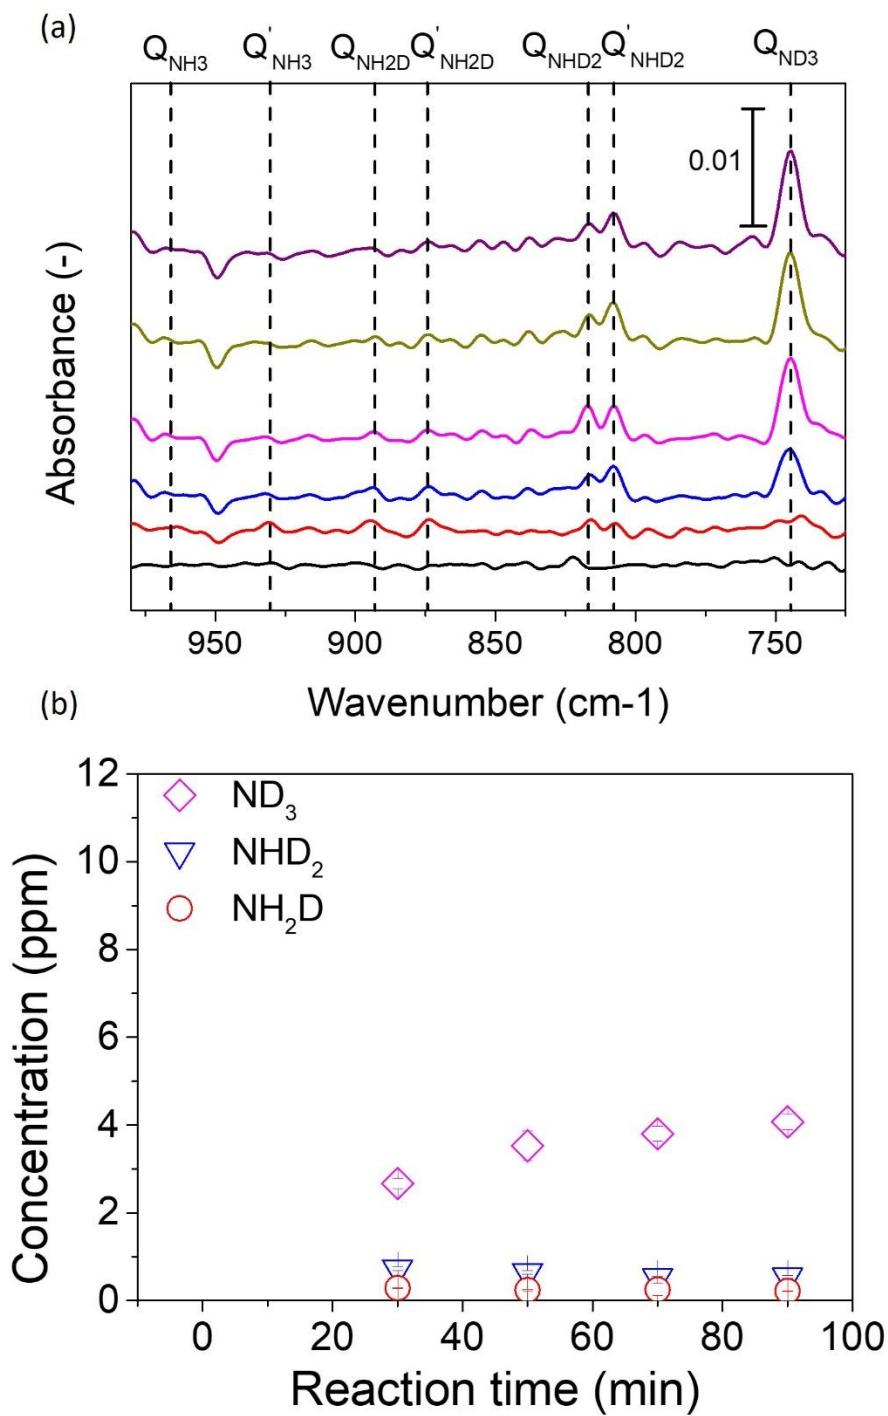 (a)
Q_NH3 Q'_NH3 Q_NH2D Q'_NH2D Q_NHD2 Q'_NHD2 Q_ND3
0.01
Absorbance (-)
950 900 850 800 750
Wavenumber (cm-1)
(b)
12
10
8
6
4
2
0
Concentration (ppm)
ND₃
NHD₂
NH₂D
0 20 40 60 80 100
Reaction time (min)